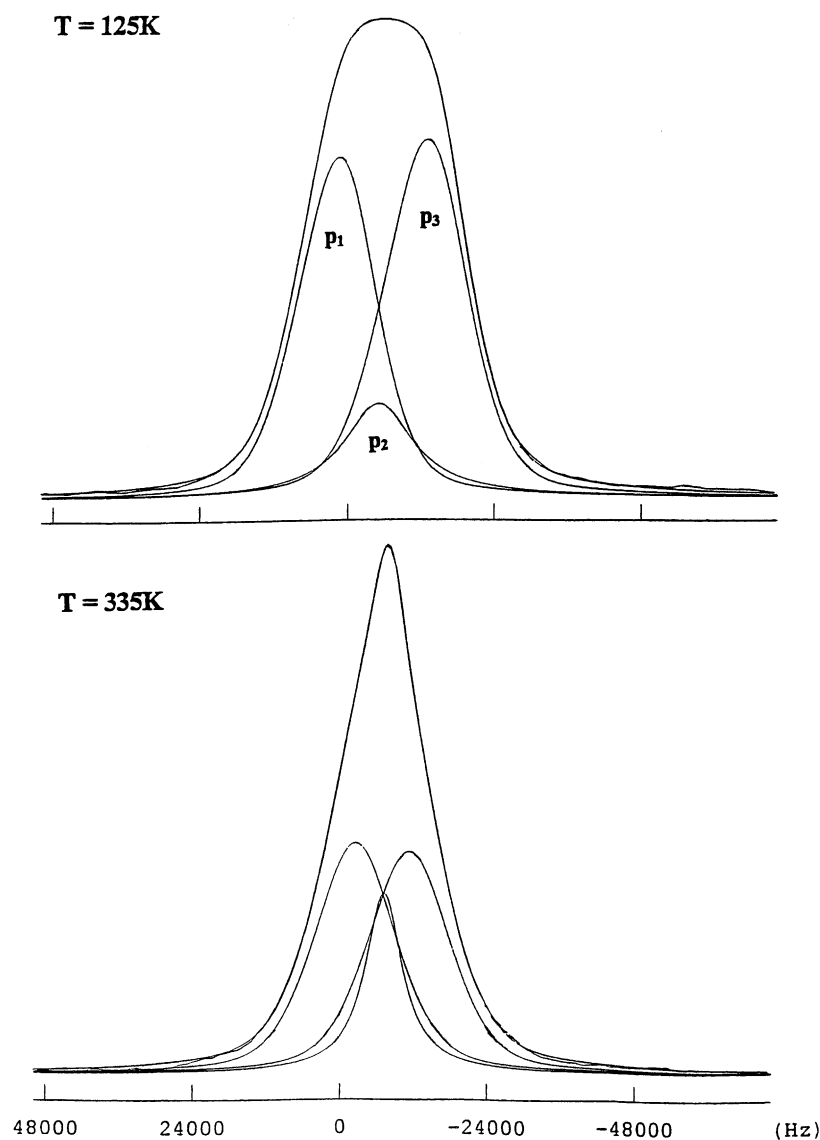 T = 125K
p₁
p₃
p₂
T = 335K
48000 24000 0 -24000 -48000 (Hz)